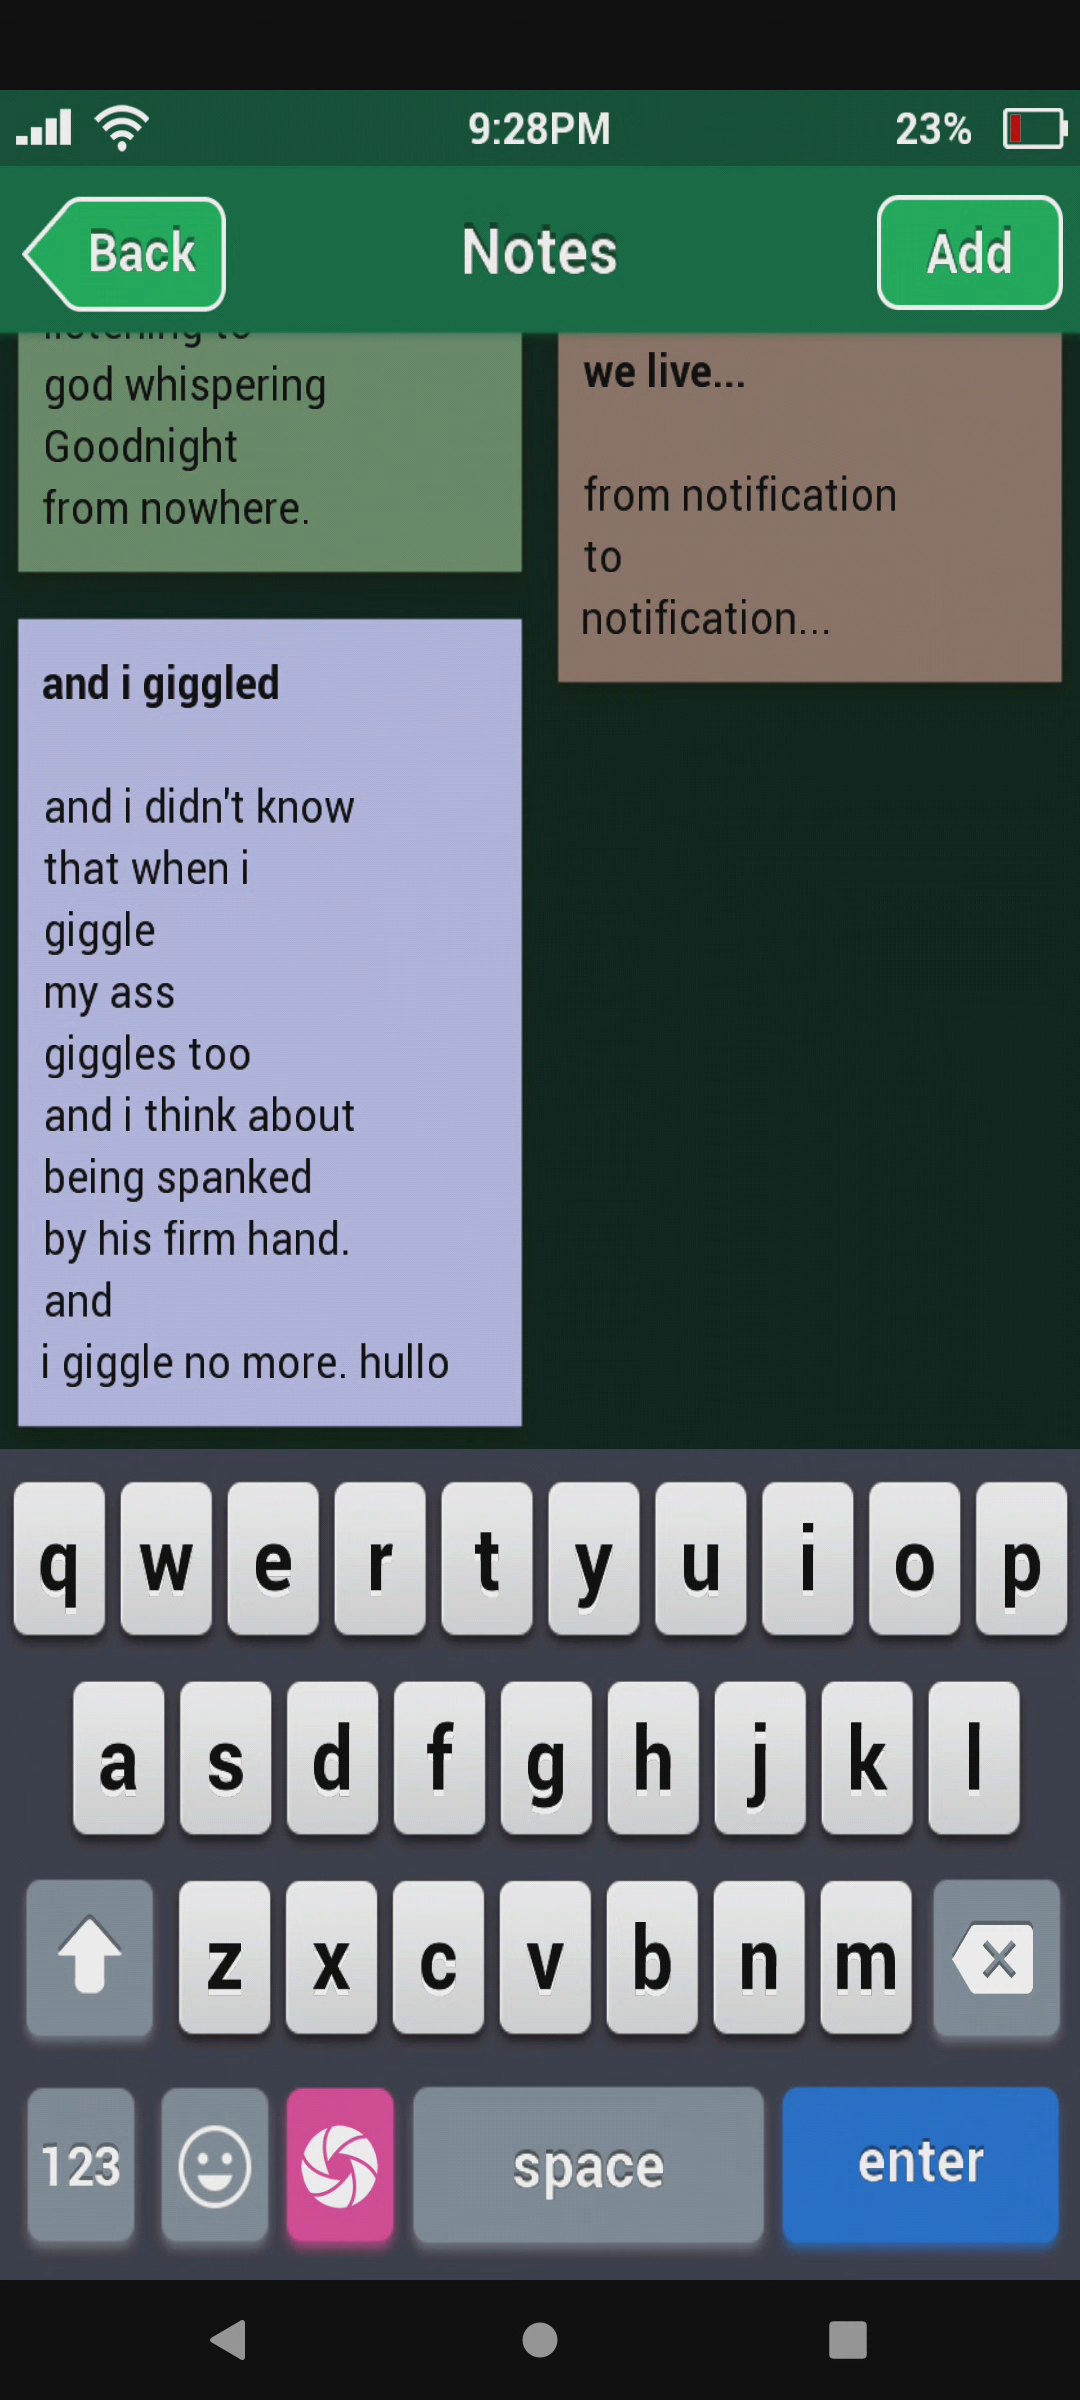 9:28PM
23%
Back
Notes
Add
listening to
god whispering
Goodnight
from nowhere.
we live...
from notification
to
notification...
and i giggled
and i didn't know
that when i
giggle
my ass
giggles too
and i think about
being spanked
by his firm hand.
and
i giggle no more. hullo
q w e r t y u i o p
a s d f g h j k l
z x c v b n m
123
space
enter